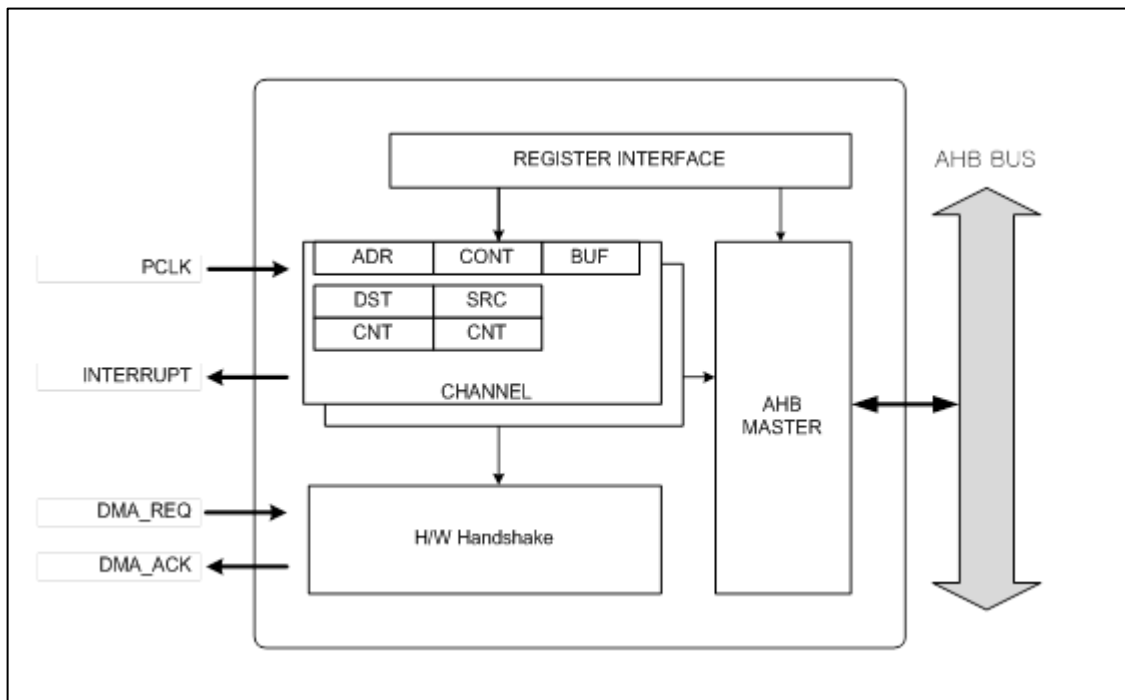 REGISTER INTERFACE
AHB BUS
PCLK
ADR CONT BUF
DST SRC
CNT CNT
INTERRUPT
CHANNEL
AHB
MASTER
DMA_REQ
H/W Handshake
DMA_ACK